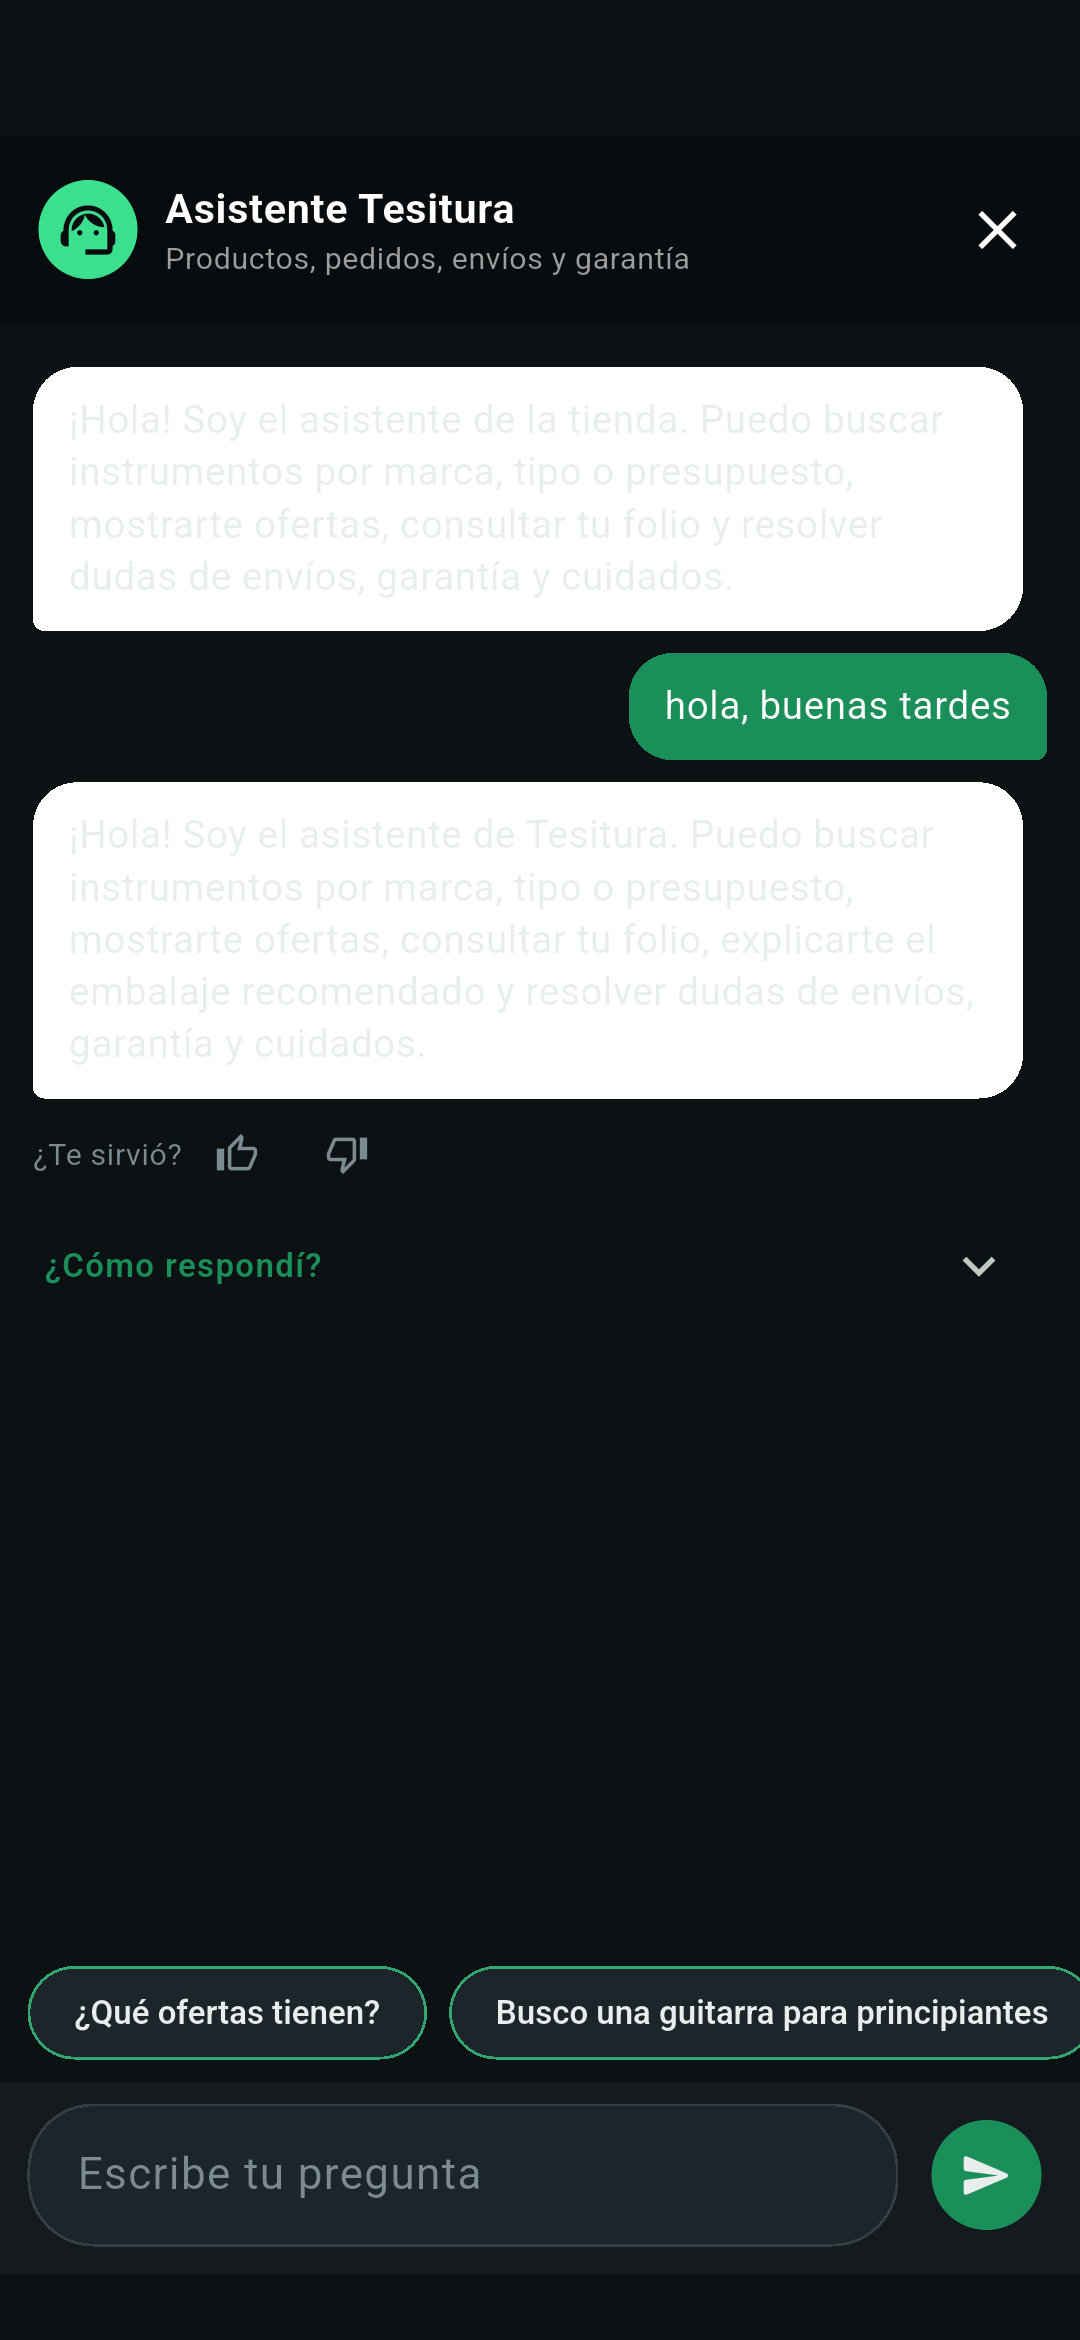 Asistente Tesitura
Productos, pedidos, envíos y garantía
¡Hola! Soy el asistente de la tienda. Puedo buscar
instrumentos por marca, tipo o presupuesto,
mostrarte ofertas, consultar tu folio y resolver
dudas de envíos, garantía y cuidados.
hola, buenas tardes
¡Hola! Soy el asistente de Tesitura. Puedo buscar
instrumentos por marca, tipo o presupuesto,
mostrarte ofertas, consultar tu folio, explicarte el
embalaje recomendado y resolver dudas de envíos,
garantía y cuidados.
¿Te sirvió?
¿Cómo respondí?
¿Qué ofertas tienen?
Busco una guitarra para principiantes
Escribe tu pregunta